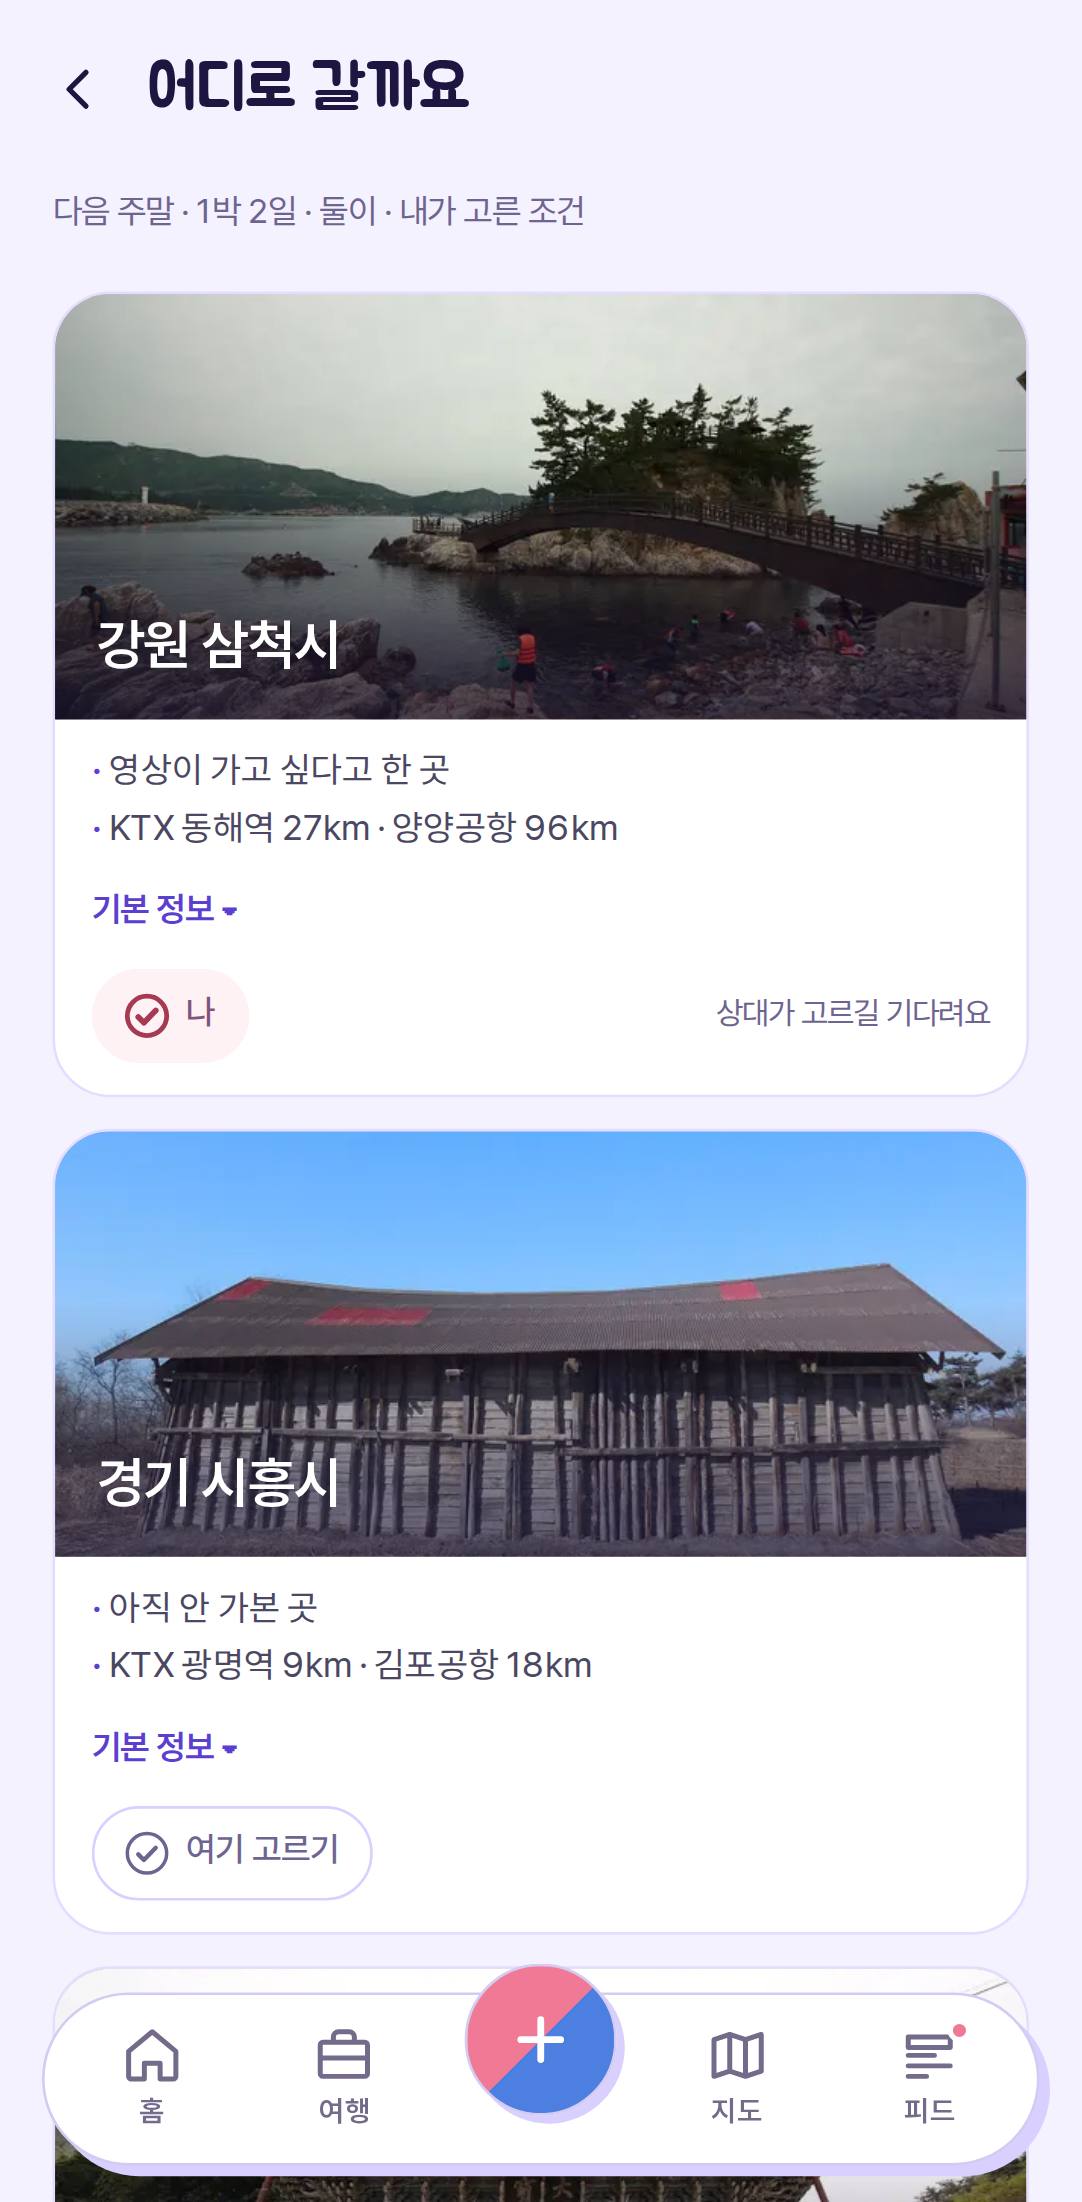 어디로 갈까요
다음 주말 · 1박 2일 · 둘이 · 내가 고른 조건
강원 삼척시
· 영상이 가고 싶다고 한 곳
· KTX 동해역 27km · 양양공항 96km
기본 정보
나
상대가 고르길 기다려요
경기 시흥시
· 아직 안 가본 곳
· KTX 광명역 9km · 김포공항 18km
기본 정보
여기 고르기
홈
여행
지도
피드